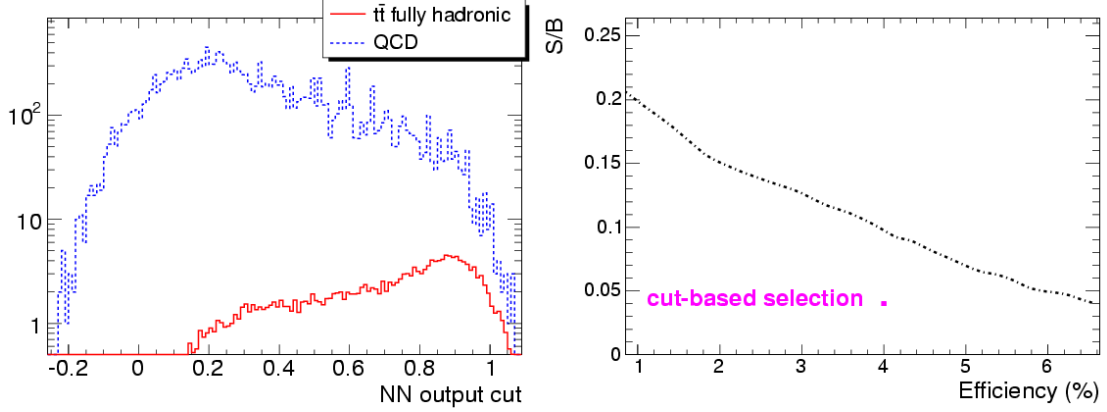 tt̄ fully hadronic
QCD
10²
10
1
-0.2 0 0.2 0.4 0.6 0.8 1
NN output cut
S/B
0.25
0.2
0.15
0.1
0.05
0
cut-based selection
1 2 3 4 5 6
Efficiency (%)